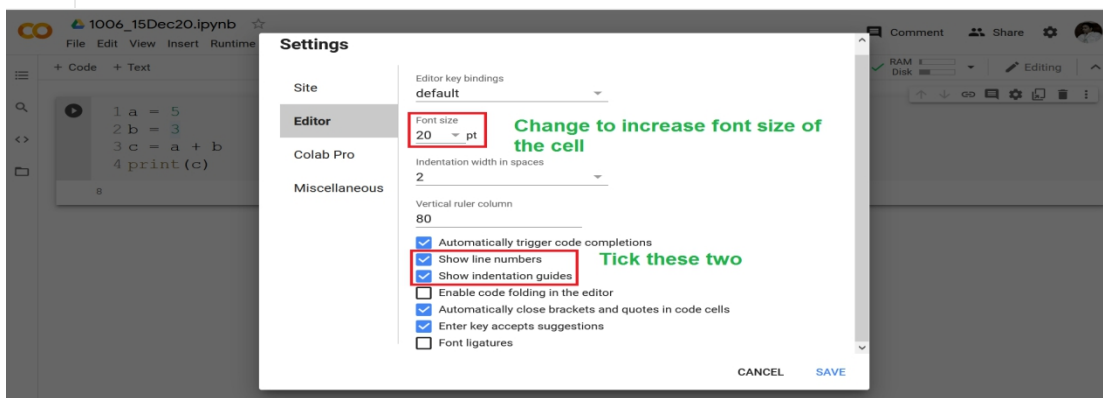 1006_15Dec20.ipynb
File Edit View Insert Runtime
Comment Share
+ Code + Text
RAM
Disk
Editing
1 a = 5
2 b = 3
3 c = a + b
4 print(c)
8
Settings
Site
Editor
Colab Pro
Miscellaneous
Editor key bindings
default
Font size
20 pt
Change to increase font size of
the cell
Indentation width in spaces
2
Vertical ruler column
80
Automatically trigger code completions
Show line numbers
Show indentation guides
Tick these two
Enable code folding in the editor
Automatically close brackets and quotes in code cells
Enter key accepts suggestions
Font ligatures
CANCEL SAVE